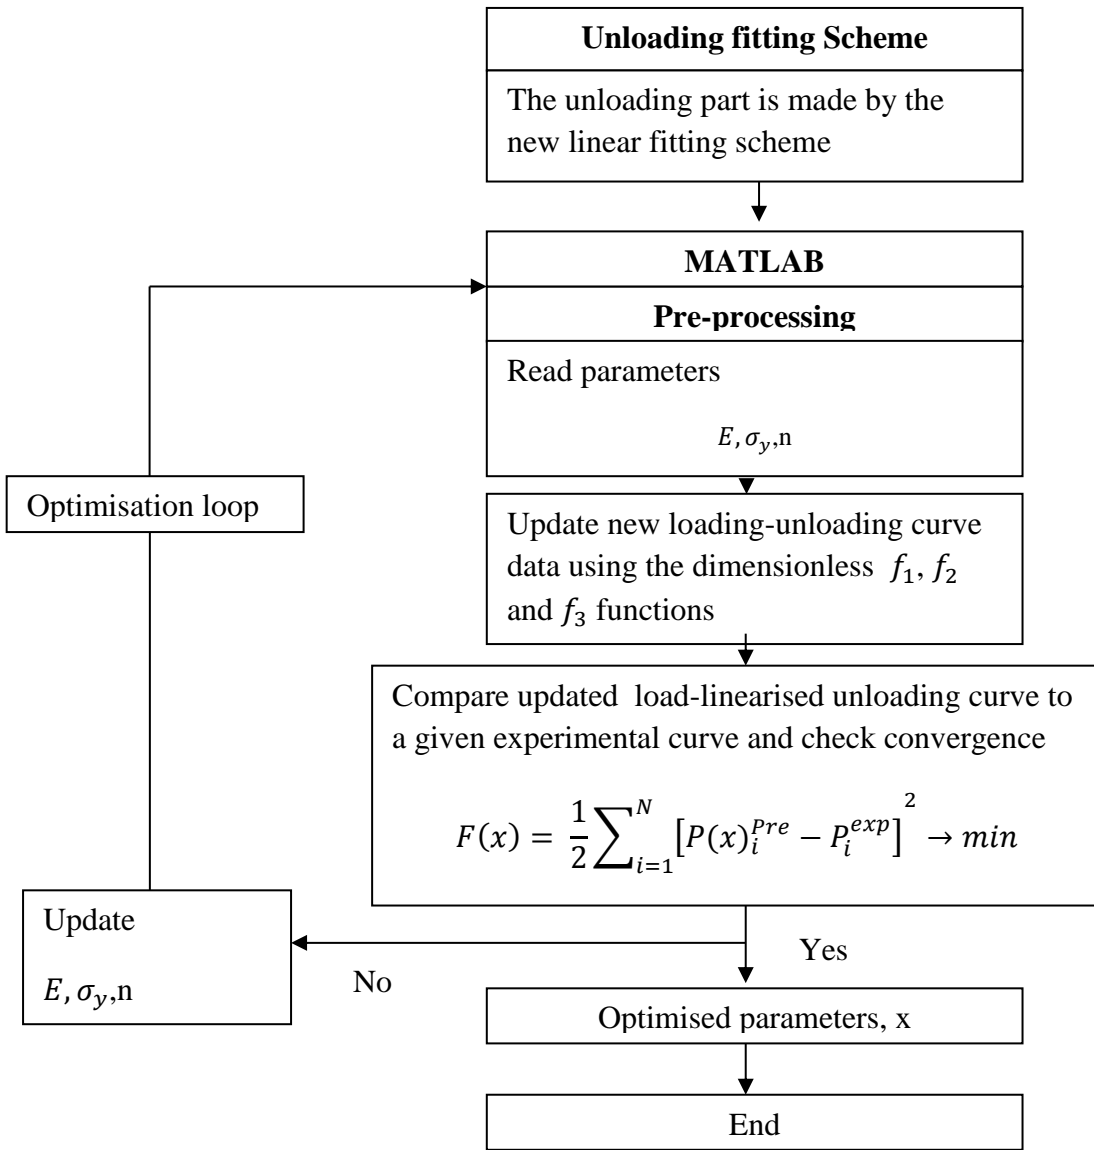 Unloading fitting Scheme
The unloading part is made by the
new linear fitting scheme
MATLAB
Pre-processing
Read parameters
E, σ_y,n
Optimisation loop
Update new loading-unloading curve
data using the dimensionless f₁, f₂
and f₃ functions
Compare updated load-linearised unloading curve to
a given experimental curve and check convergence
F(x) = 1/2 ∑_{i=1}^{N} [P(x)_i^{Pre} − P_i^{exp}]^2 → min
Update
E, σ_y,n
No
Yes
Optimised parameters, x
End